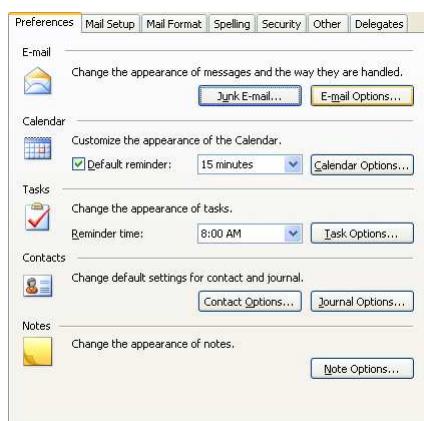 Preferences Mail Setup Mail Format Spelling Security Other Delegates
E-mail
Change the appearance of messages and the way they are handled.
Junk E-mail... E-mail Options...
Calendar
Customize the appearance of the Calendar.
Default reminder: 15 minutes Calendar Options...
Tasks
Change the appearance of tasks.
Reminder time: 8:00 AM Task Options...
Contacts
Change default settings for contact and journal.
Contact Options... Journal Options...
Notes
Change the appearance of notes.
Note Options...